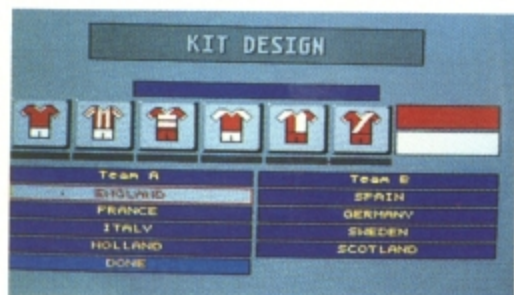 KIT DESIGN
Team A
ENGLAND
FRANCE
ITALY
HOLLAND
DONE
Team B
SPAIN
GERMANY
SWEDEN
SCOTLAND